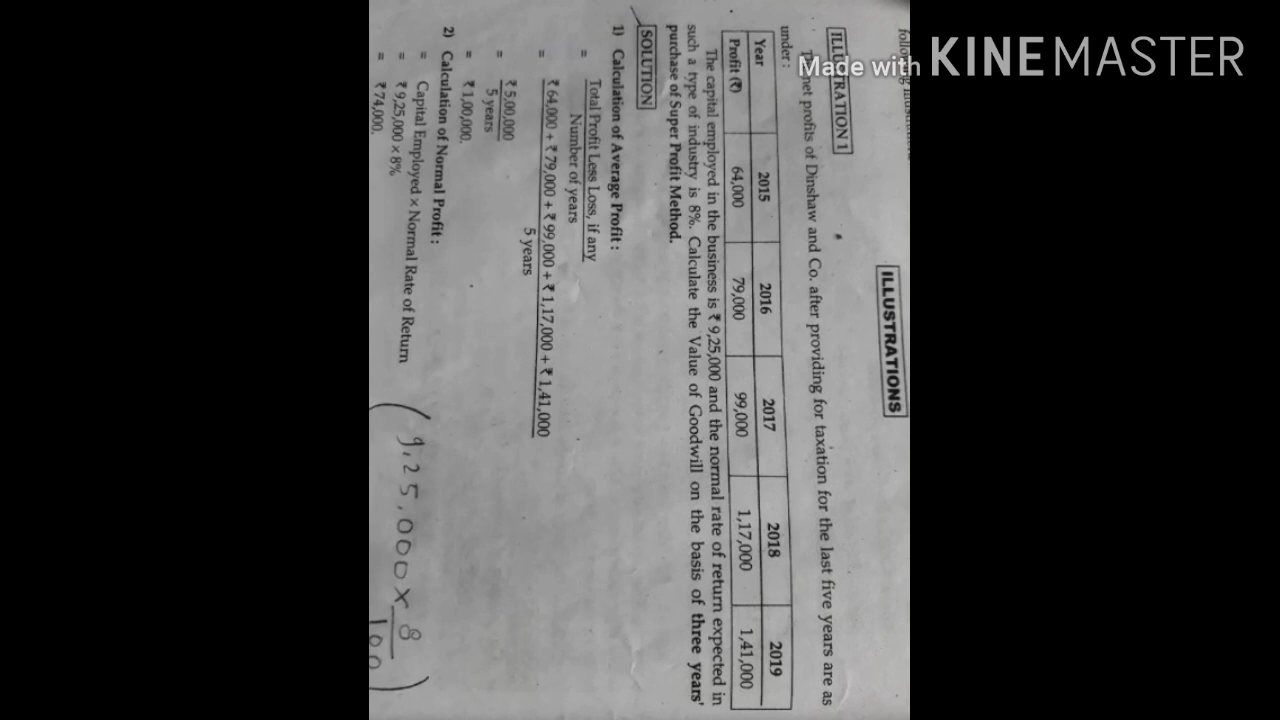 Made with KINEMASTER
ILLUSTRATIONS
ILLUSTRATION 1
net profits of Dinshaw and Co. after providing for taxation for the last five years are as
under :
Year 2015 2016 2017 2018 2019
Profit (₹) 64,000 79,000 99,000 1,17,000 1,41,000
The capital employed in the business is ₹ 9,25,000 and the normal rate of return expected in
such a type of industry is 8%. Calculate the Value of Goodwill on the basis of three years'
purchase of Super Profit Method.
SOLUTION
1) Calculation of Average Profit :
= Total Profit Less Loss, if any
Number of years
= ₹ 64,000 + ₹ 79,000 + ₹ 99,000 + ₹ 1,17,000 + ₹ 1,41,000
5 years
= ₹ 5,00,000
5 years
= ₹ 1,00,000.
2) Calculation of Normal Profit :
= Capital Employed × Normal Rate of Return
= ₹ 9,25,000 × 8%
= ₹ 74,000.
(9,25,000 × 8
100)